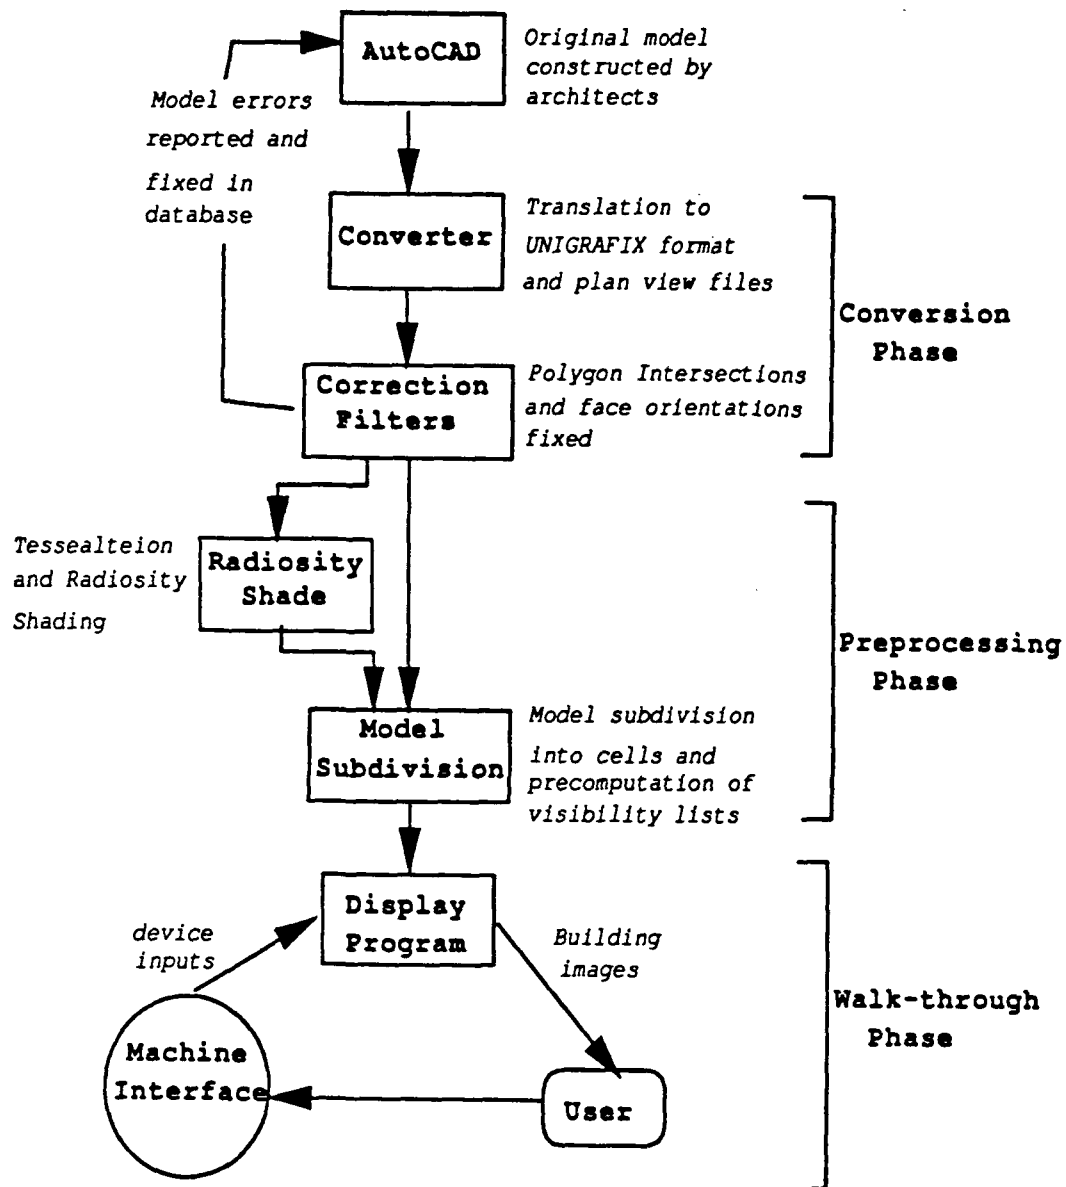 AutoCAD
Original model
constructed by
architects
Model errors
reported and
fixed in
database
Converter
Translation to
UNIGRAFIX format
and plan view files
Conversion
Phase
Correction
Filters
Polygon Intersections
and face orientations
fixed
Tessealteion
and Radiosity
Shading
Radiosity
Shade
Preprocessing
Phase
Model
Subdivision
Model subdivision
into cells and
precomputation of
visibility lists
Display
Program
device
inputs
Building
images
Walk-through
Phase
Machine
Interface
User